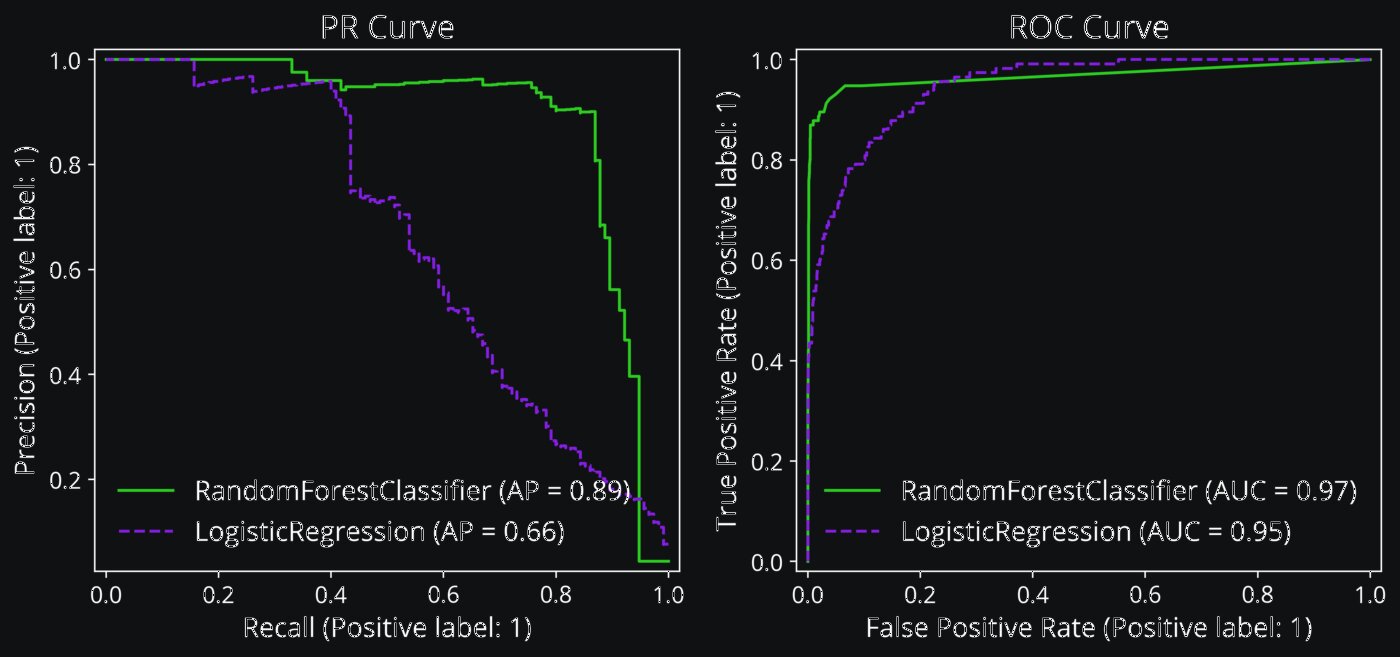 PR Curve
1.0
0.8
0.6
0.4
0.2
Precision (Positive label: 1)
RandomForestClassifier (AP = 0.89)
LogisticRegression (AP = 0.66)
0.0 0.2 0.4 0.6 0.8 1.0
Recall (Positive label: 1)
ROC Curve
1.0
0.8
0.6
0.4
0.2
0.0
True Positive Rate (Positive label: 1)
RandomForestClassifier (AUC = 0.97)
LogisticRegression (AUC = 0.95)
0.0 0.2 0.4 0.6 0.8 1.0
False Positive Rate (Positive label: 1)